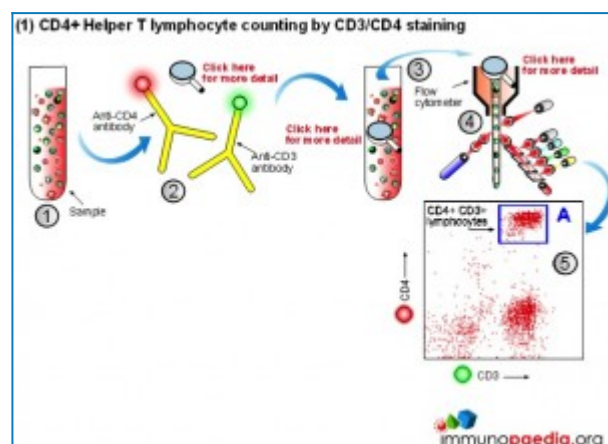 (1) CD4+ Helper T lymphocyte counting by CD3/CD4 staining
Click here
for more detail
Anti-CD4
antibody
Click here
for more detail
Anti-CD3
antibody
1
Sample
2
3
Flow
cytometer
Click here
for more detail
4
CD4+ CD3+
lymphocytes
A
5
CD4
CD3
immunopaedia.org